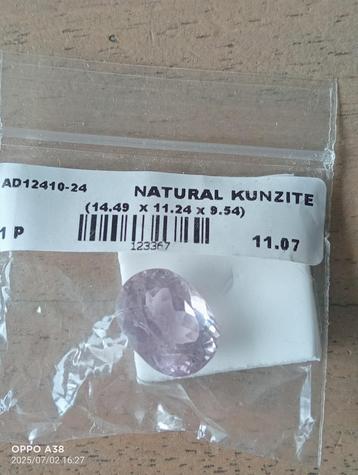 AD12410-24 NATURAL KUNZITE
(14.49 x 11.24 x 9.54)
1 P 123367 11.07
OPPO A38
2025/07/02 16:27